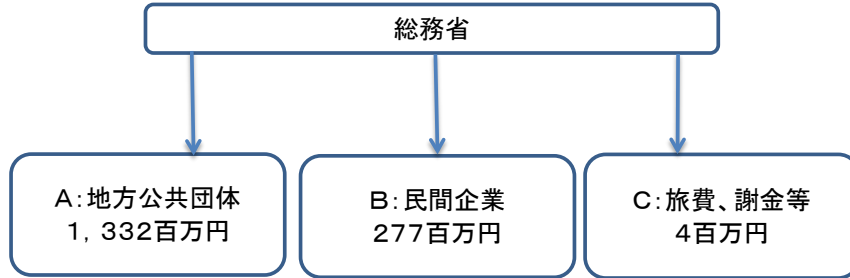 総務省
A:地方公共団体
1,332百万円
B:民間企業
277百万円
C:旅費、謝金等
4百万円